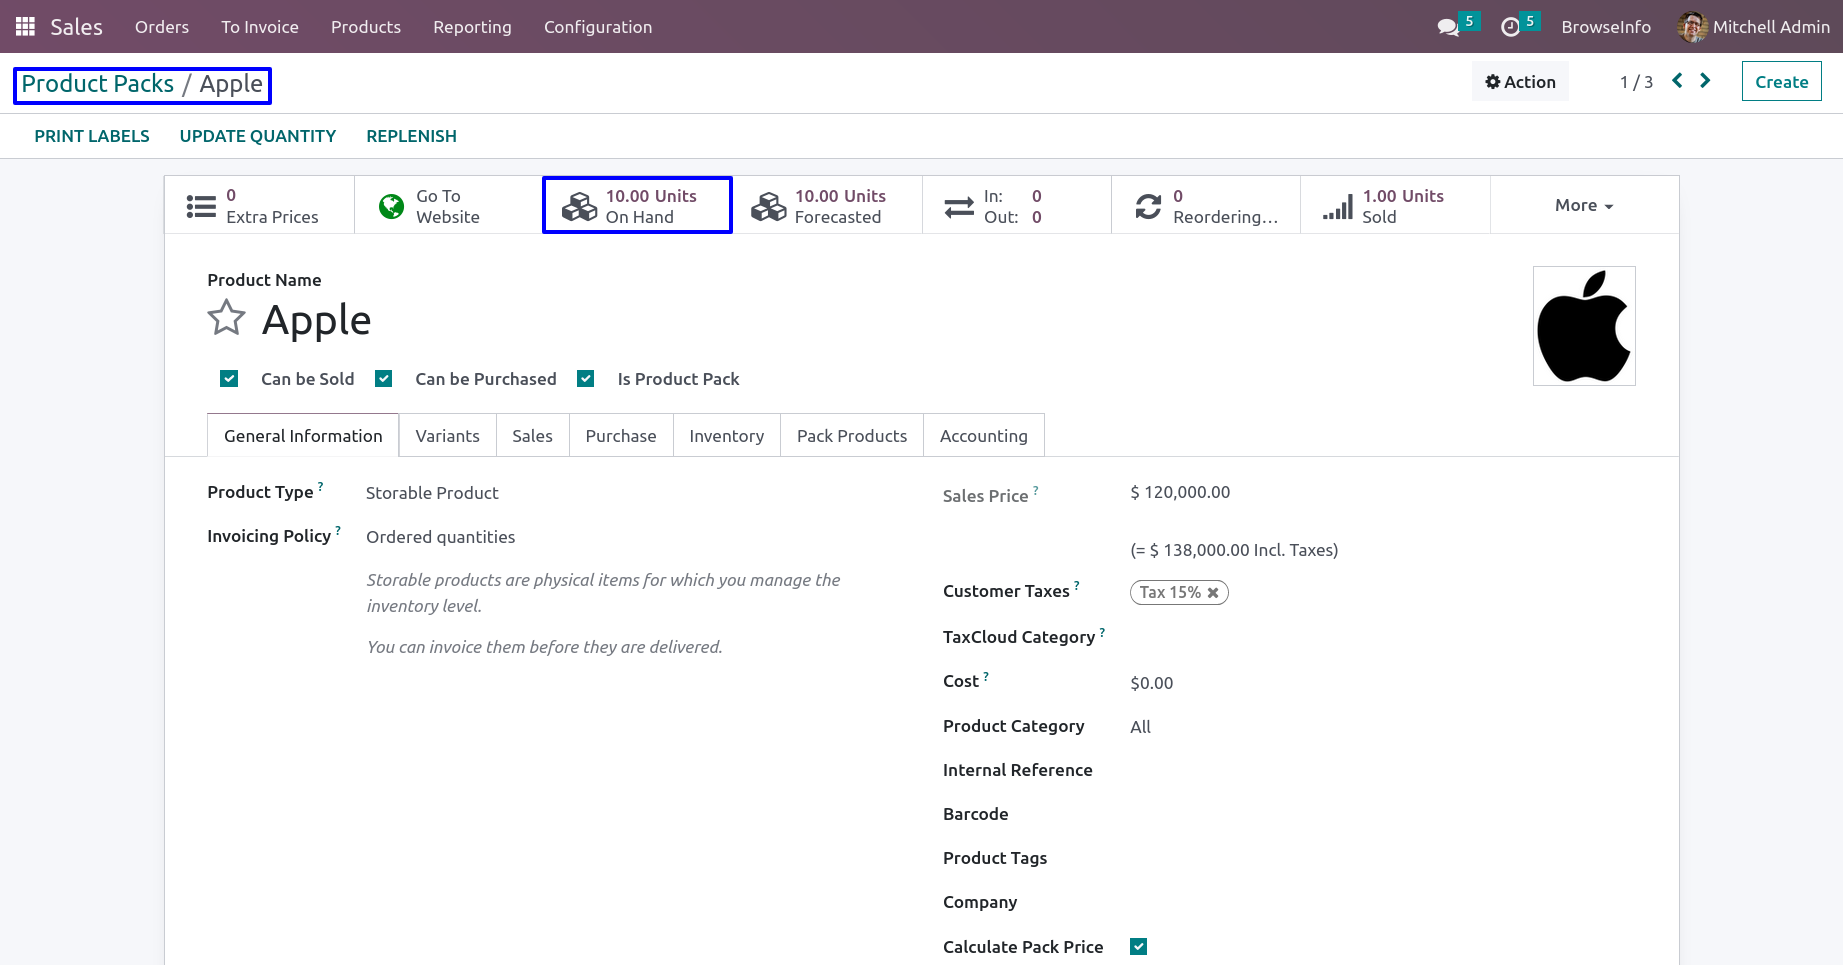 Sales Orders To Invoice Products Reporting Configuration 5 5 BrowseInfo Mitchell Admin
Product Packs / Apple Action 1 / 3 Create
PRINT LABELS UPDATE QUANTITY REPLENISH
0
Extra Prices
Go To
Website
10.00 Units
On Hand
10.00 Units
Forecasted
In: 0
Out: 0
0
Reordering...
1.00 Units
Sold
More
Product Name
Apple
Can be Sold Can be Purchased Is Product Pack
General Information Variants Sales Purchase Inventory Pack Products Accounting
Product Type ? Storable Product
Invoicing Policy ? Ordered quantities
Storable products are physical items for which you manage the
inventory level.
You can invoice them before they are delivered.
Sales Price ? $ 120,000.00
(= $ 138,000.00 Incl. Taxes)
Customer Taxes ? Tax 15%
TaxCloud Category ?
Cost ? $0.00
Product Category All
Internal Reference
Barcode
Product Tags
Company
Calculate Pack Price